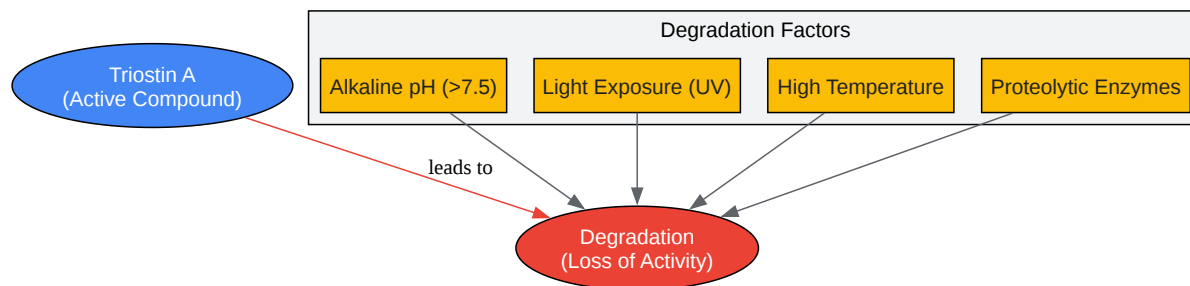 Degradation Factors
Triostin A
(Active Compound)
Alkaline pH (>7.5)
Light Exposure (UV)
High Temperature
Proteolytic Enzymes
leads to
Degradation
(Loss of Activity)